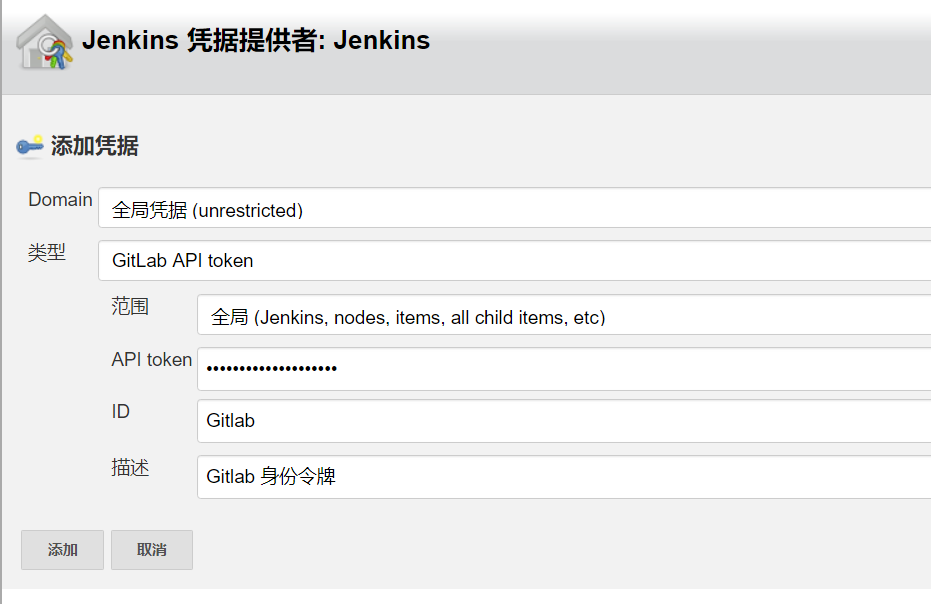 Jenkins 凭据提供者: Jenkins
添加凭据
Domain 全局凭据 (unrestricted)
类型 GitLab API token
范围 全局 (Jenkins, nodes, items, all child items, etc)
API token ••••••••••••••••••••
ID Gitlab
描述 Gitlab 身份令牌
添加 取消